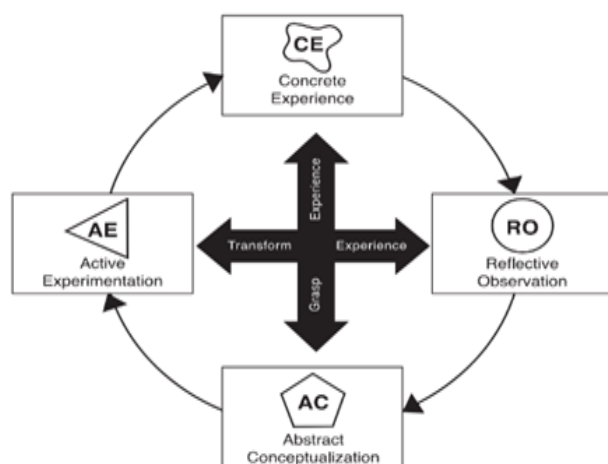 CE
Concrete
Experience
Experience
AE
Active
Experimentation
Transform
Experience
RO
Reflective
Observation
Grasp
AC
Abstract
Conceptualization